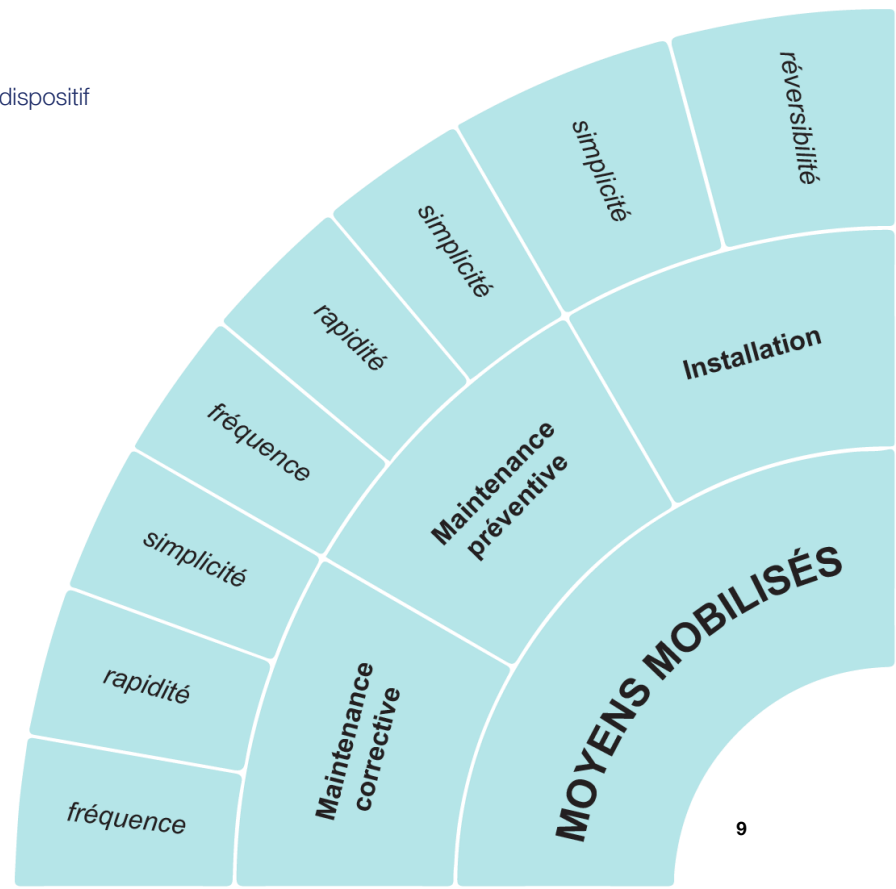 dispositif
réversibilité
simplicité
simplicité
rapidité
fréquence
simplicité
rapidité
fréquence
Installation
Maintenance
préventive
Maintenance
corrective
MOYENS MOBILISÉS
9